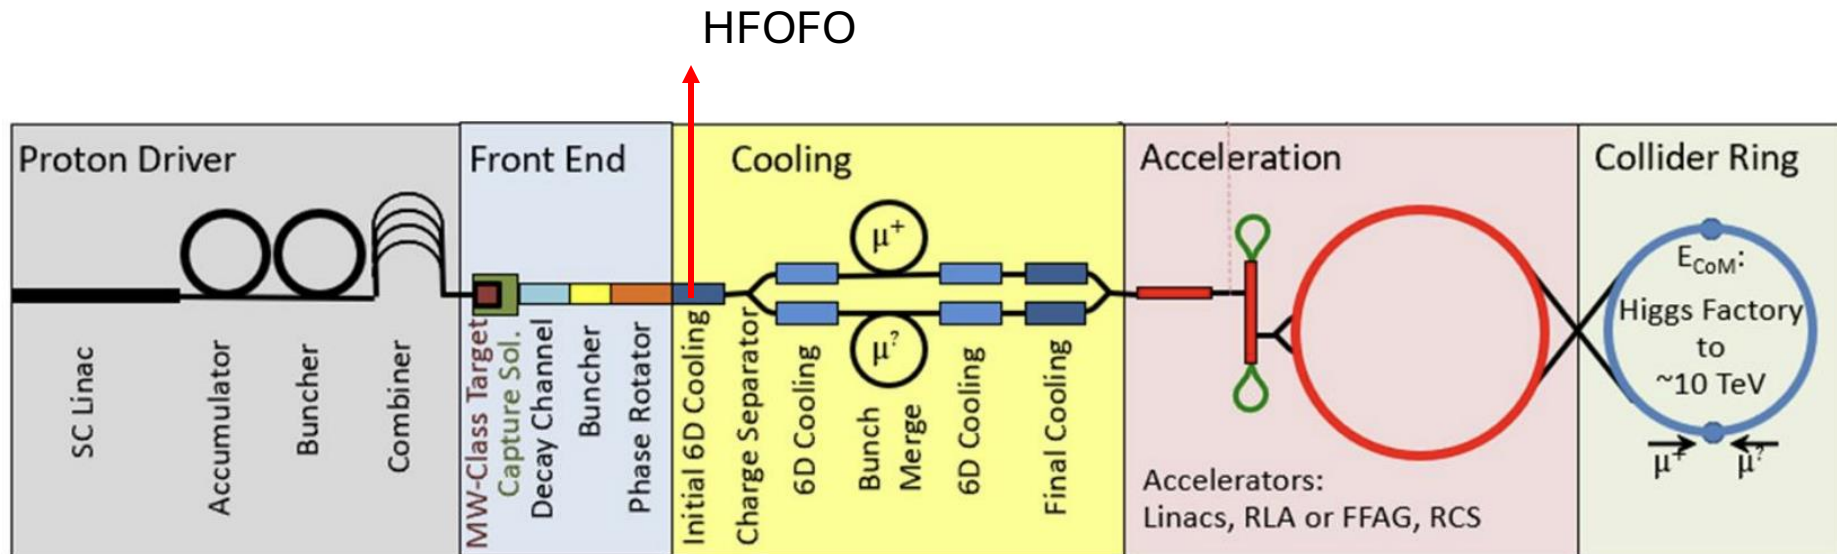 HFOFO
Proton Driver
Front End
Cooling
Acceleration
Collider Ring
SC Linac
Accumulator
Buncher
Combiner
MW-Class Target
Capture Sol.
Decay Channel
Buncher
Phase Rotator
Initial 6D Cooling
Charge Separator
6D Cooling
μ+
μ?
Bunch
Merge
6D Cooling
Final Cooling
Accelerators:
Linacs, RLA or FFAG, RCS
ECoM:
Higgs Factory
to
~10 TeV
μ+ μ?